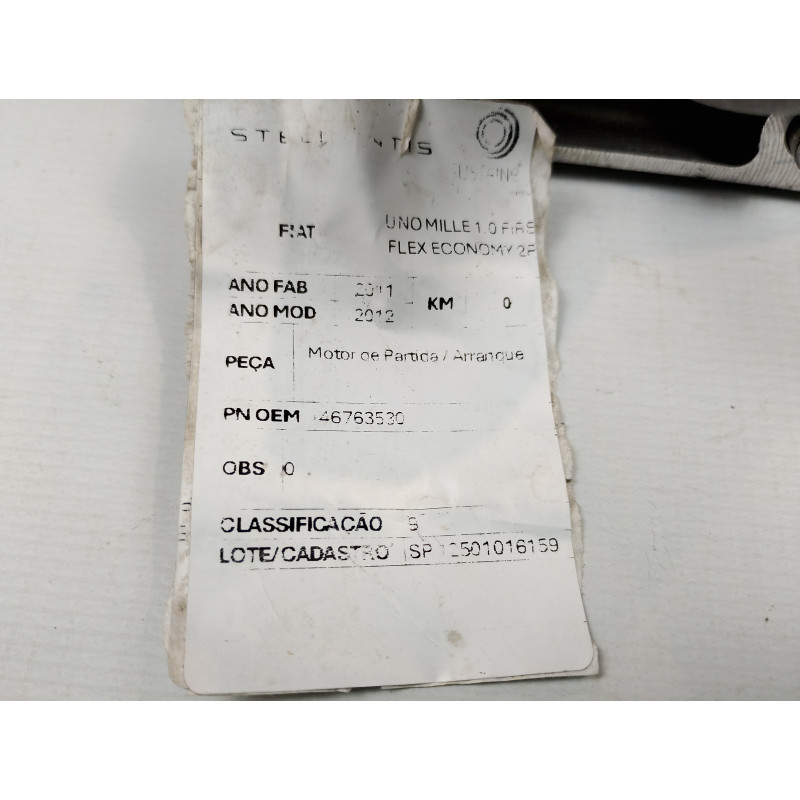 STELLANTIS
FIAT
UNO MILLE 1.0 FIRE
FLEX ECONOMY 2P
ANO FAB 2011
KM 0
ANO MOD 2012
PEÇA Motor de Partida / Arranque
PN OEM 46763530
OBS 0
CLASSIFICAÇÃO
LOTE/CADASTRO SP 12501016159